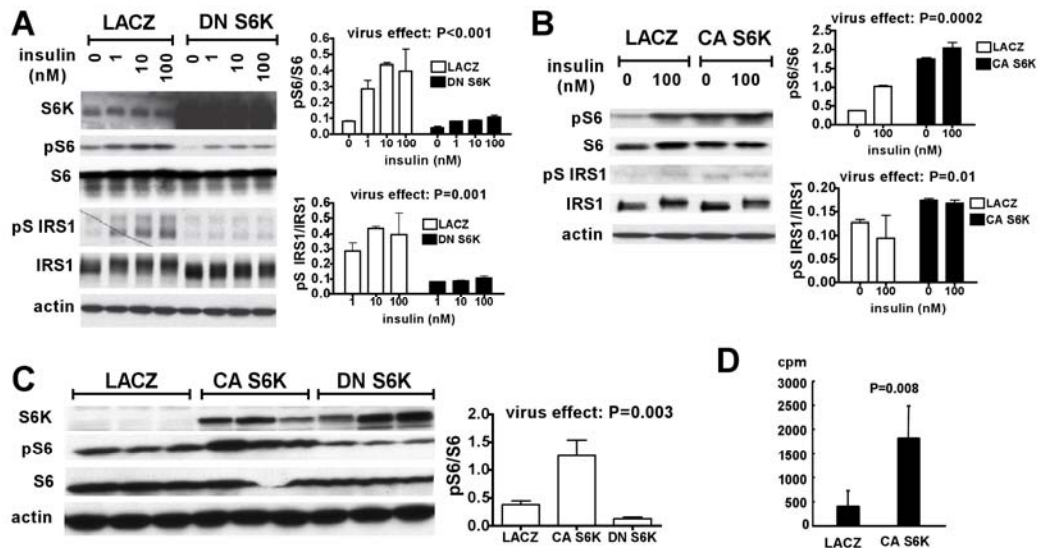 A
LACZ DN S6K
insulin (nM) 0 1 10 100 0 1 10 100
S6K
pS6
S6
pS IRS1
IRS1
actin
virus effect: P<0.001
pS6/S6
0.6
0.4
0.2
0.0
LACZ
DN S6K
0 1 10 100 0 1 10 100
insulin (nM)
virus effect: P=0.001
pS IRS1/IRS1
0.6
0.5
0.4
0.3
0.2
0.1
0.0
LACZ
DN S6K
1 10 100 1 10 100
insulin (nM)
B
LACZ CA S6K
insulin (nM) 0 100 0 100
pS6
S6
pS IRS1
IRS1
actin
virus effect: P=0.0002
pS6/S6
2.5
2.0
1.5
1.0
0.5
0.0
LACZ
CA S6K
0 100 0 100
insulin (nM)
virus effect: P=0.01
pS IRS1/IRS1
0.20
0.15
0.10
0.05
0.00
LACZ
CA S6K
0 100 0 100
insulin (nM)
C
LACZ CA S6K DN S6K
S6K
pS6
S6
actin
virus effect: P=0.003
pS6/S6
2.0
1.5
1.0
0.5
0.0
LACZ CA S6K DN S6K
D
cpm
P=0.008
3000
2500
2000
1500
1000
500
0
LACZ CA S6K